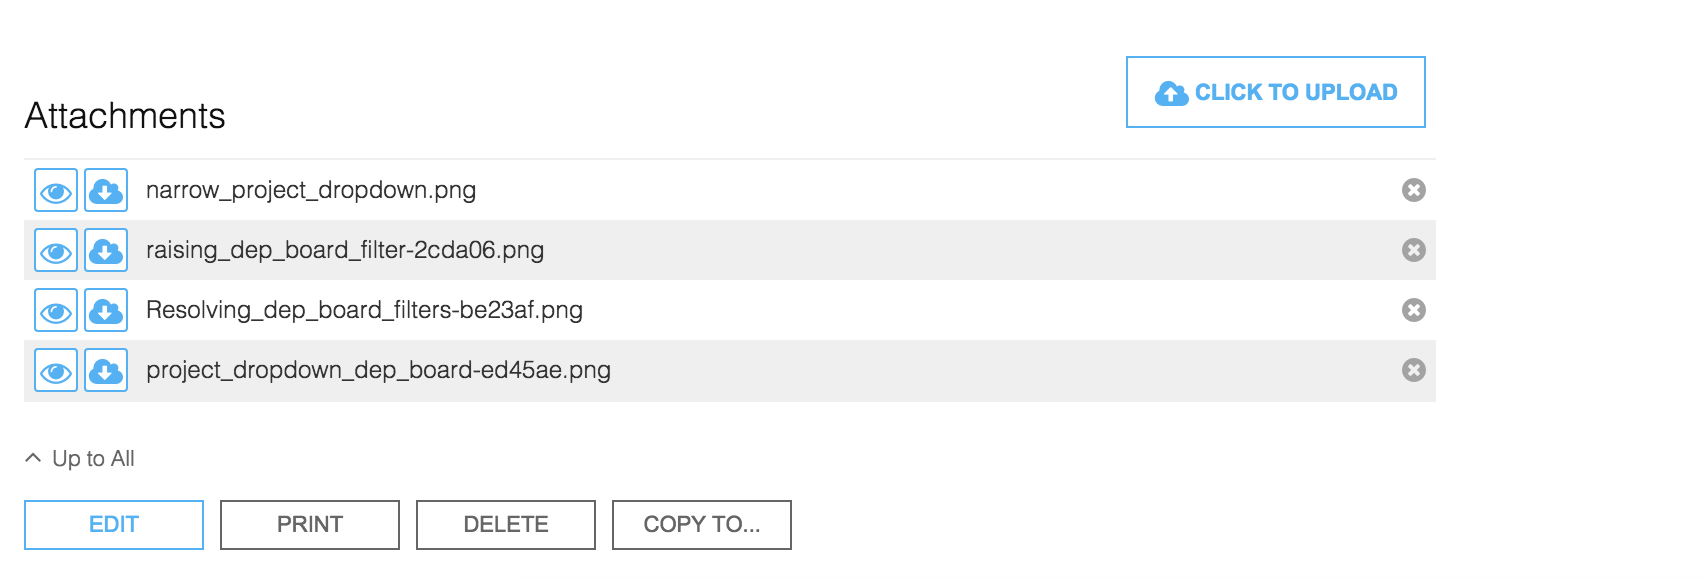 CLICK TO UPLOAD
Attachments
narrow_project_dropdown.png
raising_dep_board_filter-2cda06.png
Resolving_dep_board_filters-be23af.png
project_dropdown_dep_board-ed45ae.png
Up to All
EDIT PRINT DELETE COPY TO...